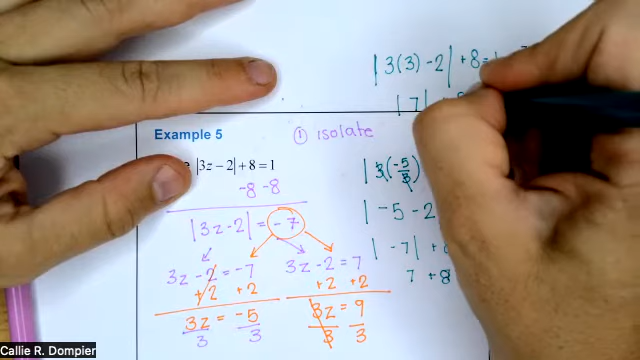 |3(3) - 2| + 8 =
|7|
Example 5
① isolate
|3z − 2| + 8 = 1
-8 -8
|3z - 2| = -7
3z - 2 = -7
3z - 2 = 7
+2 +2
+2 +2
3z = -5
3z = 9
3 3
3 3
|3(-5/3)
|-5 - 2
|-7| +
7 + 8
Callie R. Dompier